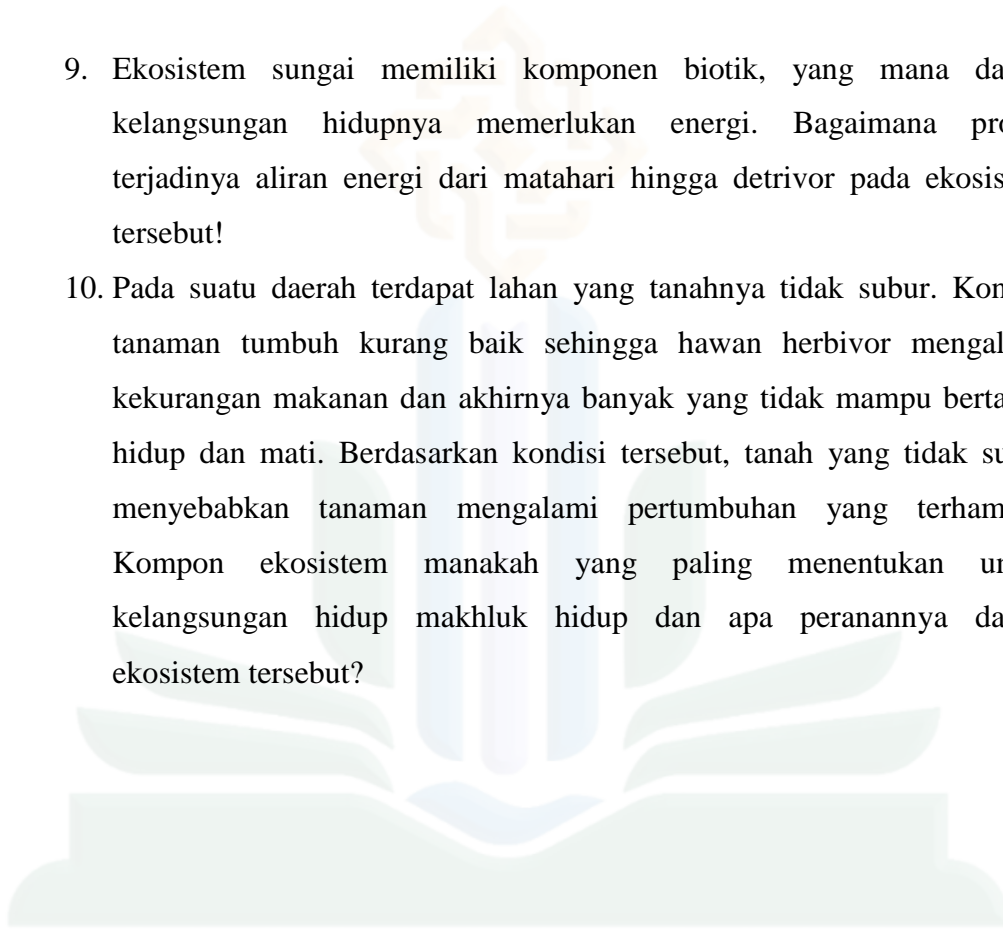 9. Ekosistem sungai memiliki komponen biotik, yang mana da
kelangsungan hidupnya memerlukan energi. Bagaimana pro
terjadinya aliran energi dari matahari hingga detrivor pada ekosis
tersebut!
10. Pada suatu daerah terdapat lahan yang tanahnya tidak subur. Kon
tanaman tumbuh kurang baik sehingga hawan herbivor mengal
kekurangan makanan dan akhirnya banyak yang tidak mampu berta
hidup dan mati. Berdasarkan kondisi tersebut, tanah yang tidak su
menyebabkan tanaman mengalami pertumbuhan yang terham
Kompon ekosistem manakah yang paling menentukan un
kelangsungan hidup makhluk hidup dan apa peranannya da
ekosistem tersebut?